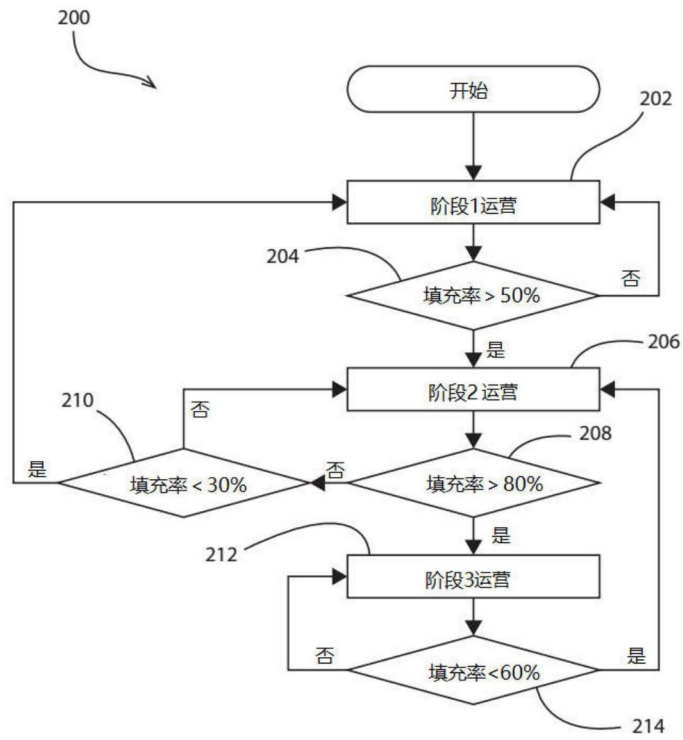 200
开始
202
阶段1运营
204
填充率 > 50%
否
是
206
阶段2 运营
210
否
208
是
填充率 < 30%
否
填充率 > 80%
是
212
阶段3运营
否
填充率<60%
是
214